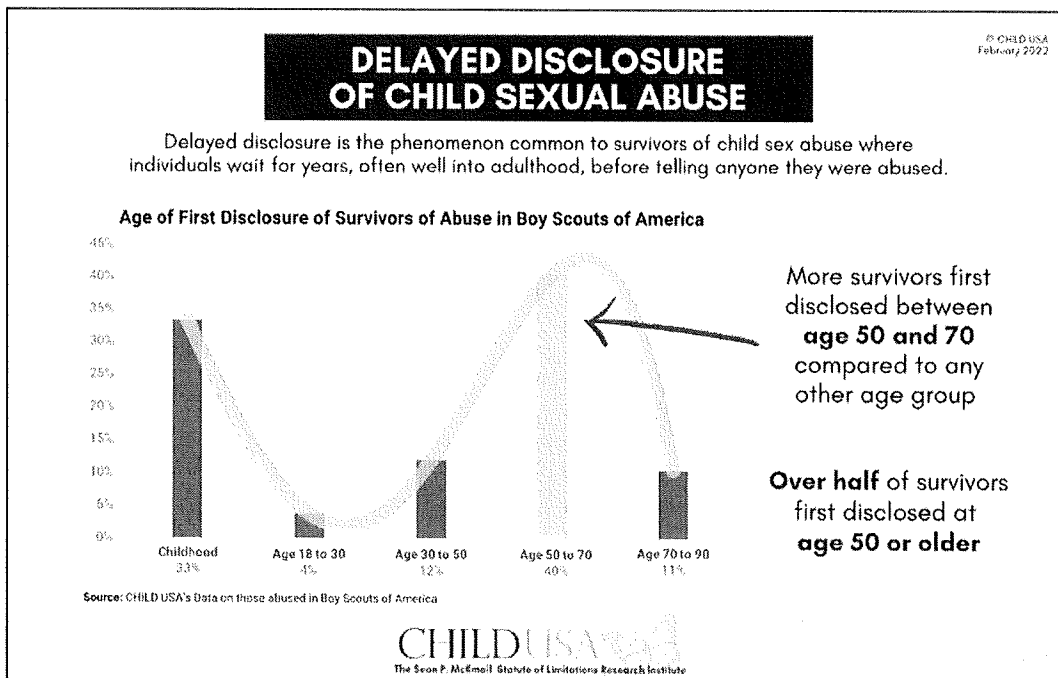 © CHILD USA
February 2022
DELAYED DISCLOSURE
OF CHILD SEXUAL ABUSE
Delayed disclosure is the phenomenon common to survivors of child sex abuse where
individuals wait for years, often well into adulthood, before telling anyone they were abused.
Age of First Disclosure of Survivors of Abuse in Boy Scouts of America
45%
40%
35%
30%
25%
20%
15%
10%
5%
0%
Childhood
33%
Age 18 to 30
4%
Age 30 to 50
12%
Age 50 to 70
40%
Age 70 to 90
11%
More survivors first
disclosed between
age 50 and 70
compared to any
other age group
Over half of survivors
first disclosed at
age 50 or older
Source: CHILD USA's Data on those abused in Boy Scouts of America
CHILD USA
The Sean P. McIlmail Statute of Limitations Research Institute